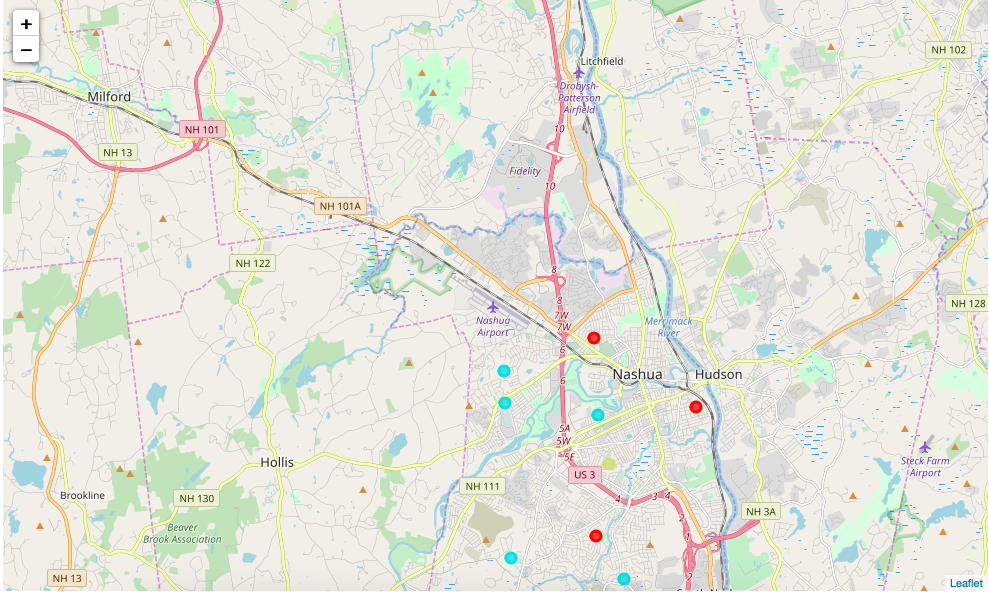 +
−
Litchfield
NH 102
Drobysh-
Patterson
Airfield
Milford
10
NH 101
NH 13
Fidelity
10
NH 101A
NH 122
8
NH 128
8
7W
7W
Nashua
Airport
Merrimack
River
6
6
Nashua
Hudson
5A
5W
5E
Hollis
US 3
Steck Farm
Airport
NH 111
Brookline
NH 130
4
3
4
NH 3A
2
Beaver
Brook Association
1
NH 13
2
Leaflet